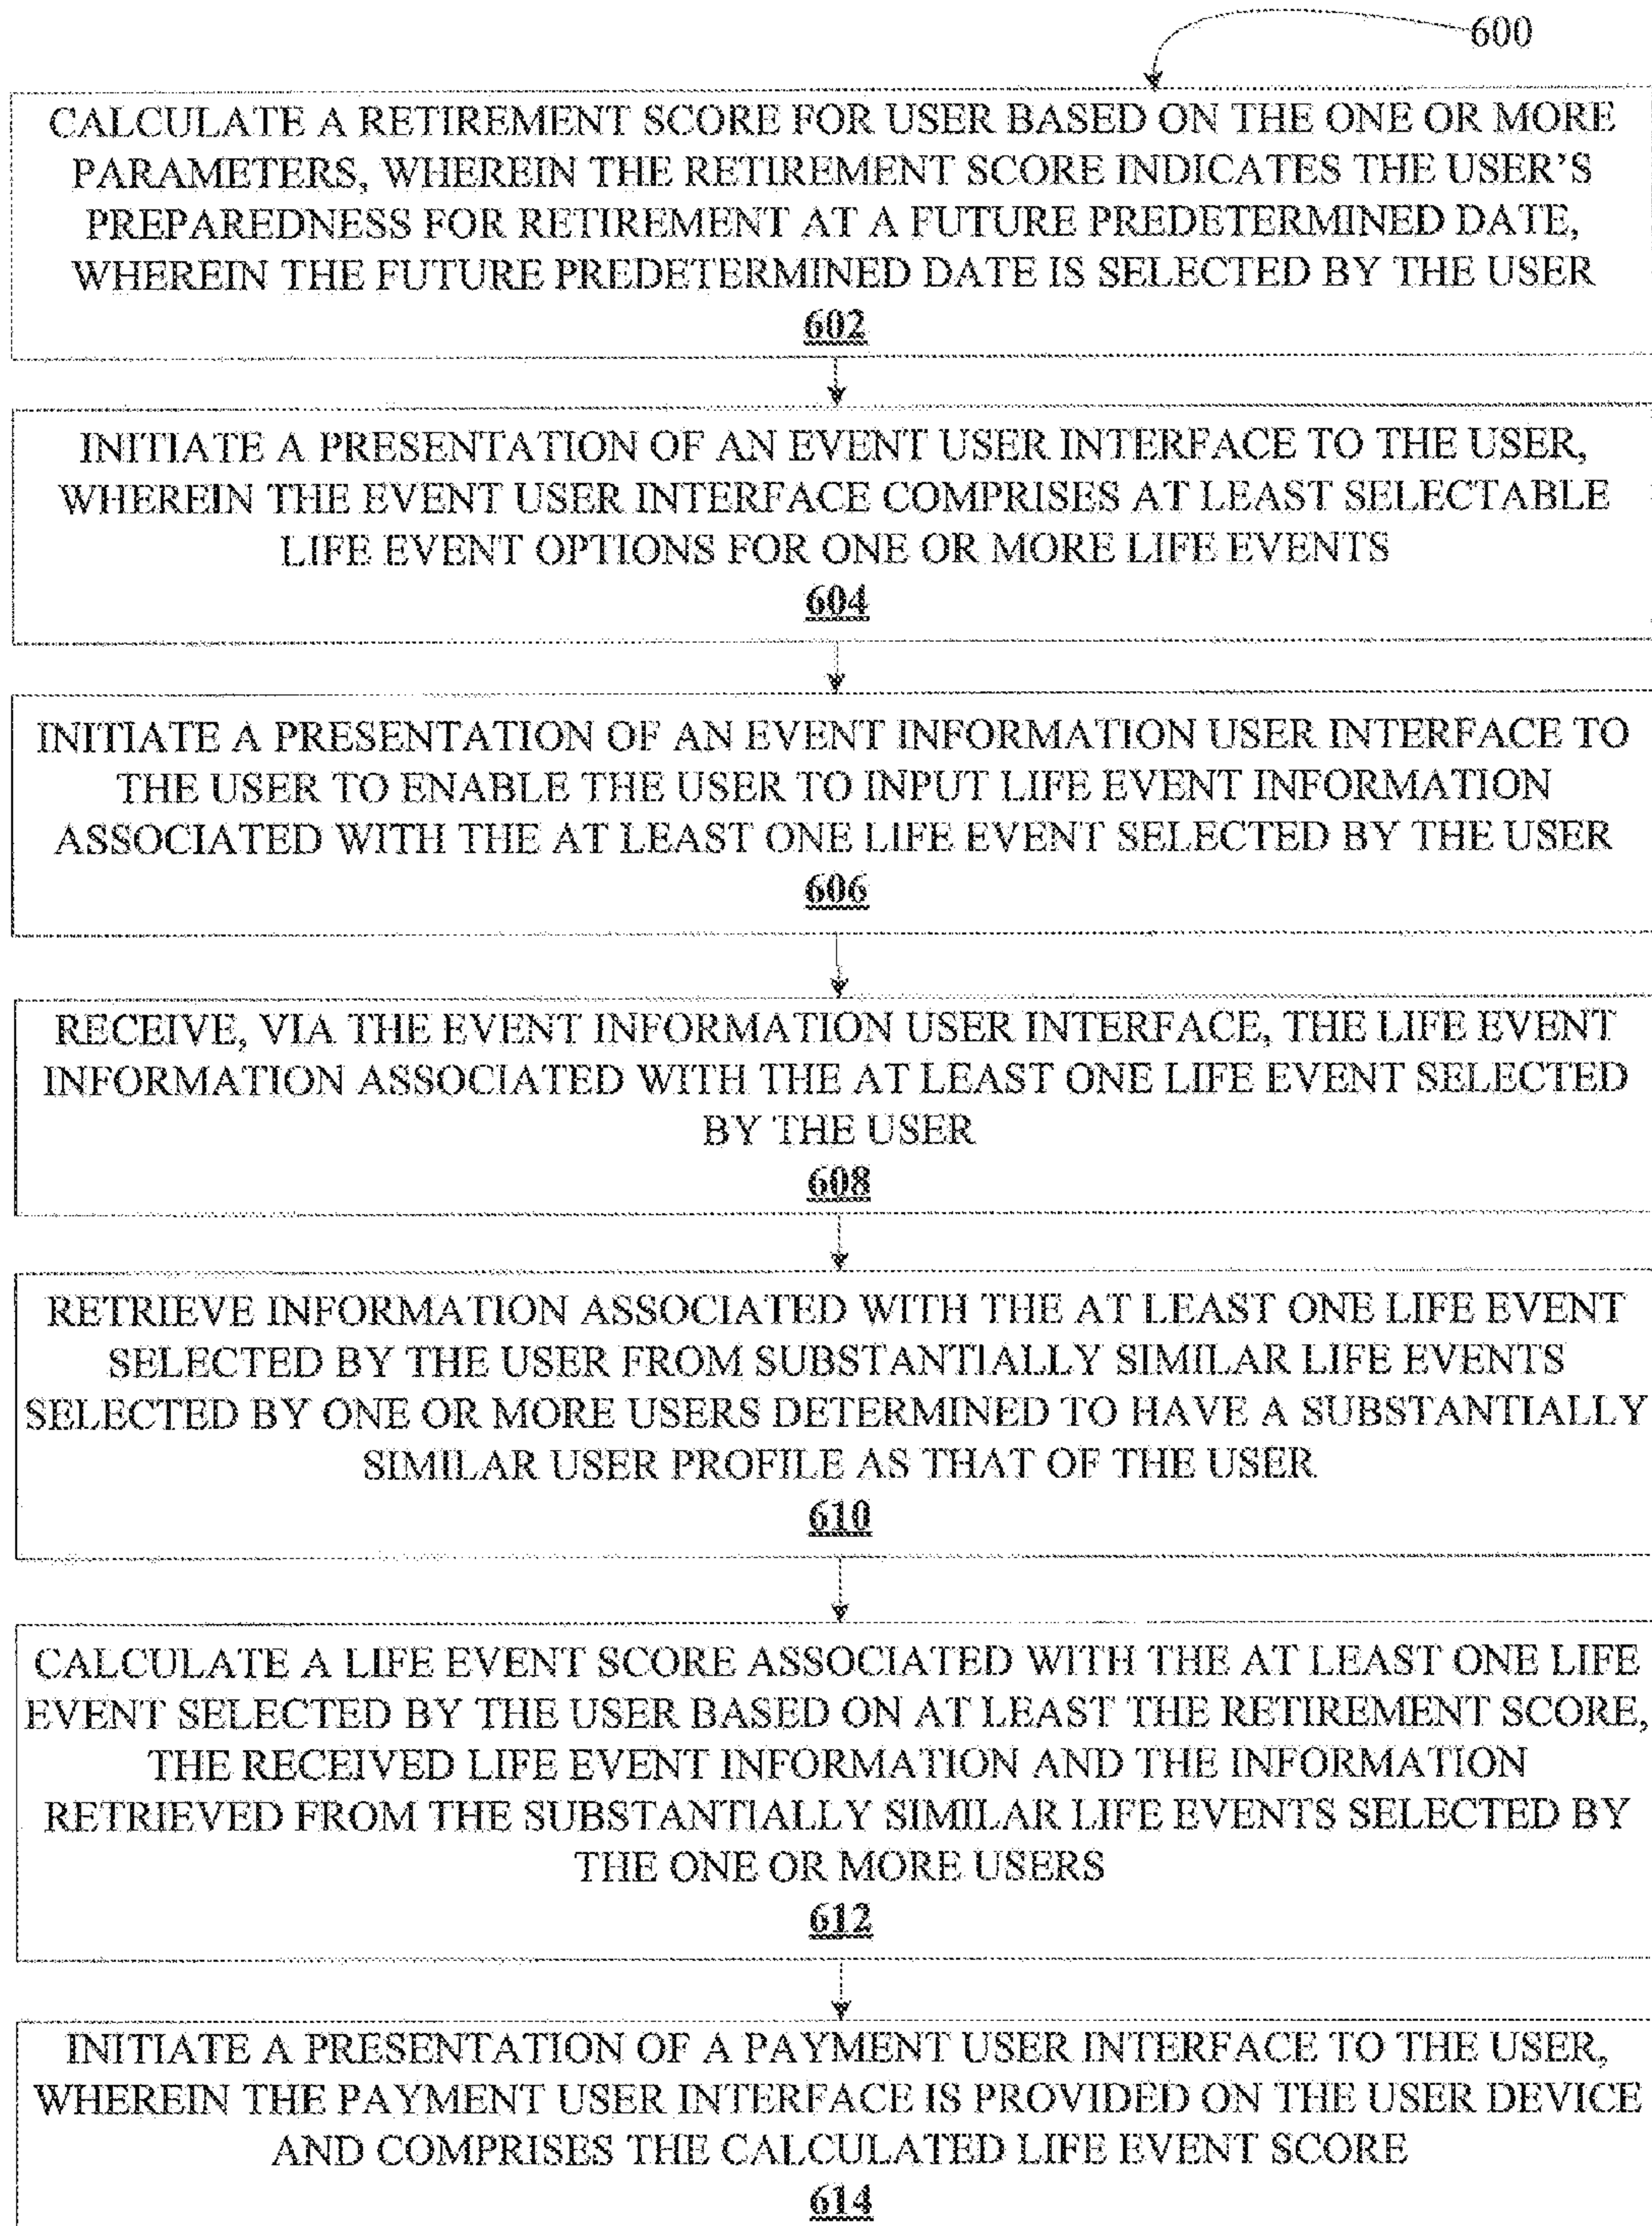 600
CALCULATE A RETIREMENT SCORE FOR USER BASED ON THE ONE OR MORE
PARAMETERS, WHEREIN THE RETIREMENT SCORE INDICATES THE USER'S
PREPAREDNESS FOR RETIREMENT AT A FUTURE PREDETERMINED DATE,
WHEREIN THE FUTURE PREDETERMINED DATE IS SELECTED BY THE USER
602
INITIATE A PRESENTATION OF AN EVENT USER INTERFACE TO THE USER,
WHEREIN THE EVENT USER INTERFACE COMPRISES AT LEAST SELECTABLE
LIFE EVENT OPTIONS FOR ONE OR MORE LIFE EVENTS
604
INITIATE A PRESENTATION OF AN EVENT INFORMATION USER INTERFACE TO
THE USER TO ENABLE THE USER TO INPUT LIFE EVENT INFORMATION
ASSOCIATED WITH THE AT LEAST ONE LIFE EVENT SELECTED BY THE USER
606
RECEIVE, VIA THE EVENT INFORMATION USER INTERFACE, THE LIFE EVENT
INFORMATION ASSOCIATED WITH THE AT LEAST ONE LIFE EVENT SELECTED
BY THE USER
608
RETRIEVE INFORMATION ASSOCIATED WITH THE AT LEAST ONE LIFE EVENT
SELECTED BY THE USER FROM SUBSTANTIALLY SIMILAR LIFE EVENTS
SELECTED BY ONE OR MORE USERS DETERMINED TO HAVE A SUBSTANTIALLY
SIMILAR USER PROFILE AS THAT OF THE USER
610
CALCULATE A LIFE EVENT SCORE ASSOCIATED WITH THE AT LEAST ONE LIFE
EVENT SELECTED BY THE USER BASED ON AT LEAST THE RETIREMENT SCORE,
THE RECEIVED LIFE EVENT INFORMATION AND THE INFORMATION
RETRIEVED FROM THE SUBSTANTIALLY SIMILAR LIFE EVENTS SELECTED BY
THE ONE OR MORE USERS
612
INITIATE A PRESENTATION OF A PAYMENT USER INTERFACE TO THE USER,
WHEREIN THE PAYMENT USER INTERFACE IS PROVIDED ON THE USER DEVICE
AND COMPRISES THE CALCULATED LIFE EVENT SCORE
614